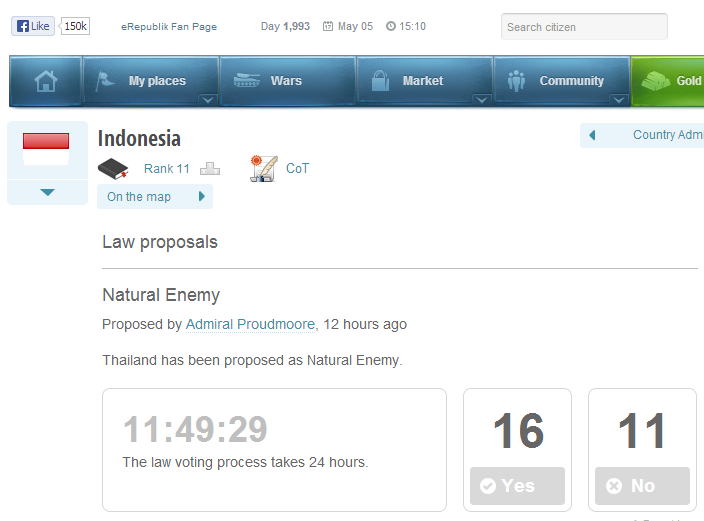 Like 150k eRepublik Fan Page Day 1,993 May 05 15:10 Search citizen
My places Wars Market Community Gold
Indonesia
Country Adm
Rank 11 CoT
On the map
Law proposals
Natural Enemy
Proposed by Admiral Proudmoore, 12 hours ago
Thailand has been proposed as Natural Enemy.
11:49:29
The law voting process takes 24 hours.
16
Yes
11
No